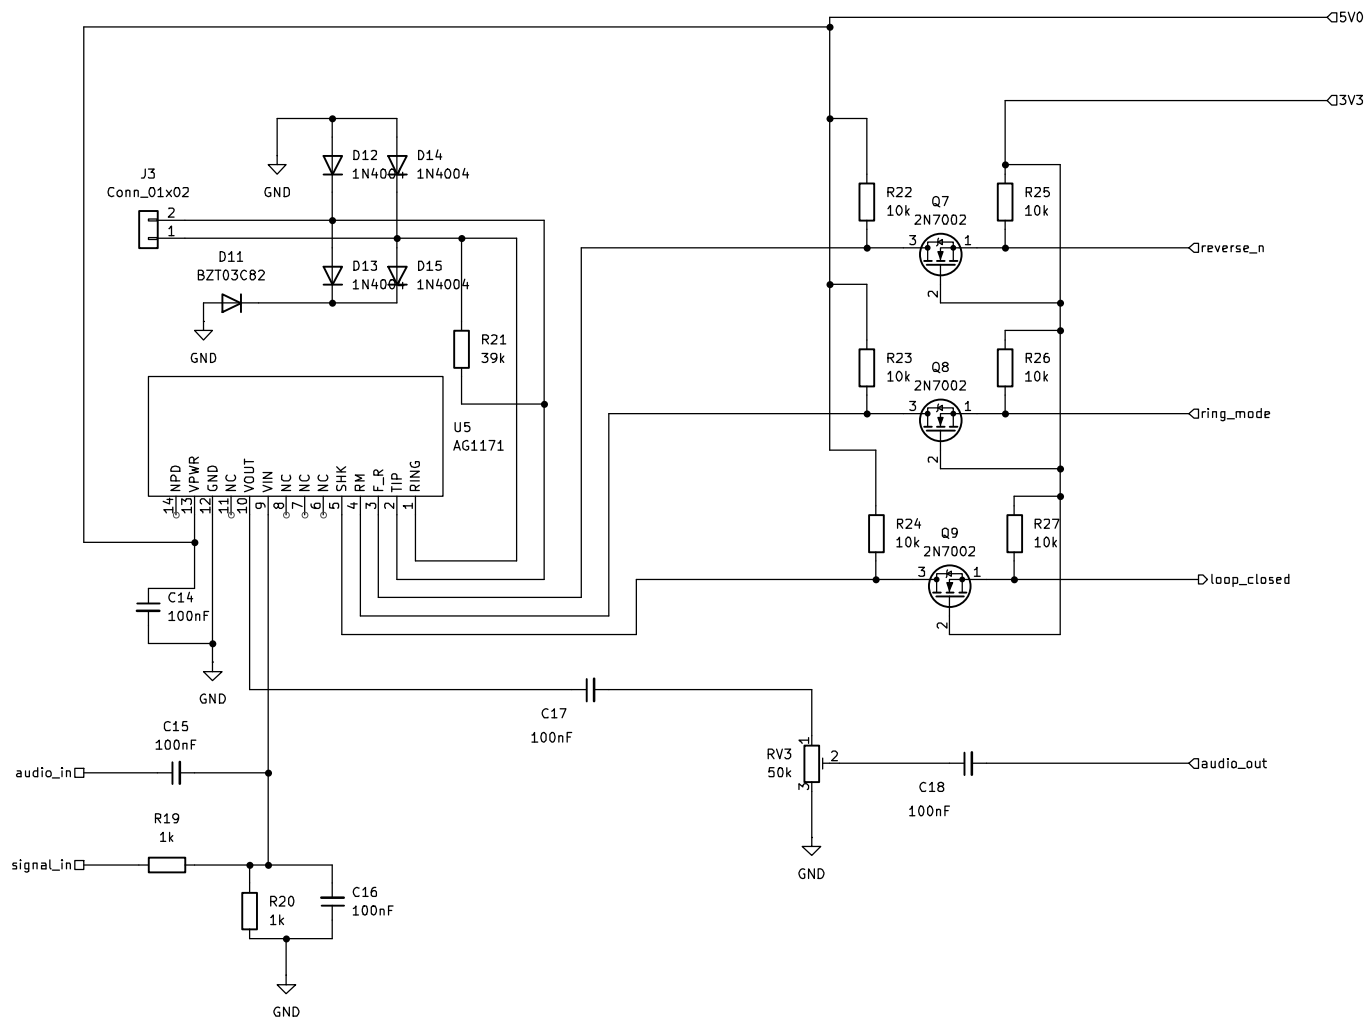 5V0
3V3
D12
1N4004
D14
1N4004
GND
J3
Conn_01x02
2
1
R22
10k
Q7
2N7002
R25
10k
3
1
2
reverse_n
D11
BZT03C82
D13
1N4004
D15
1N4004
GND
R21
39k
R23
10k
Q8
2N7002
R26
10k
3
1
2
ring_mode
U5
AG1171
NPD
VPWR
GND
NC
VOUT
VIN
NC
NC
NC
SHK
RM
F_R
TIP
RING
14
13
12
11
10
9
8
7
6
5
4
3
2
1
R24
10k
Q9
2N7002
R27
10k
3
1
2
loop_closed
C14
100nF
GND
C17
100nF
C15
100nF
audio_in
RV3
50k
1
2
3
C18
100nF
audio_out
R19
1k
signal_in
GND
R20
1k
C16
100nF
GND